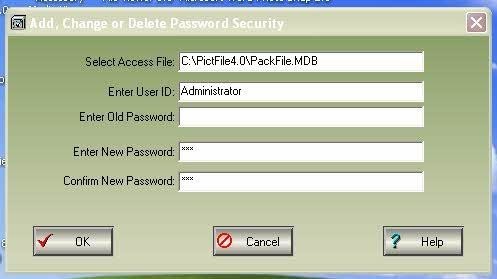 Add, Change or Delete Password Security
Select Access File: C:\PictFile4.0\PackFile.MDB
Enter User ID: Administrator
Enter Old Password:
Enter New Password: ***
Confirm New Password: ***
OK Cancel Help